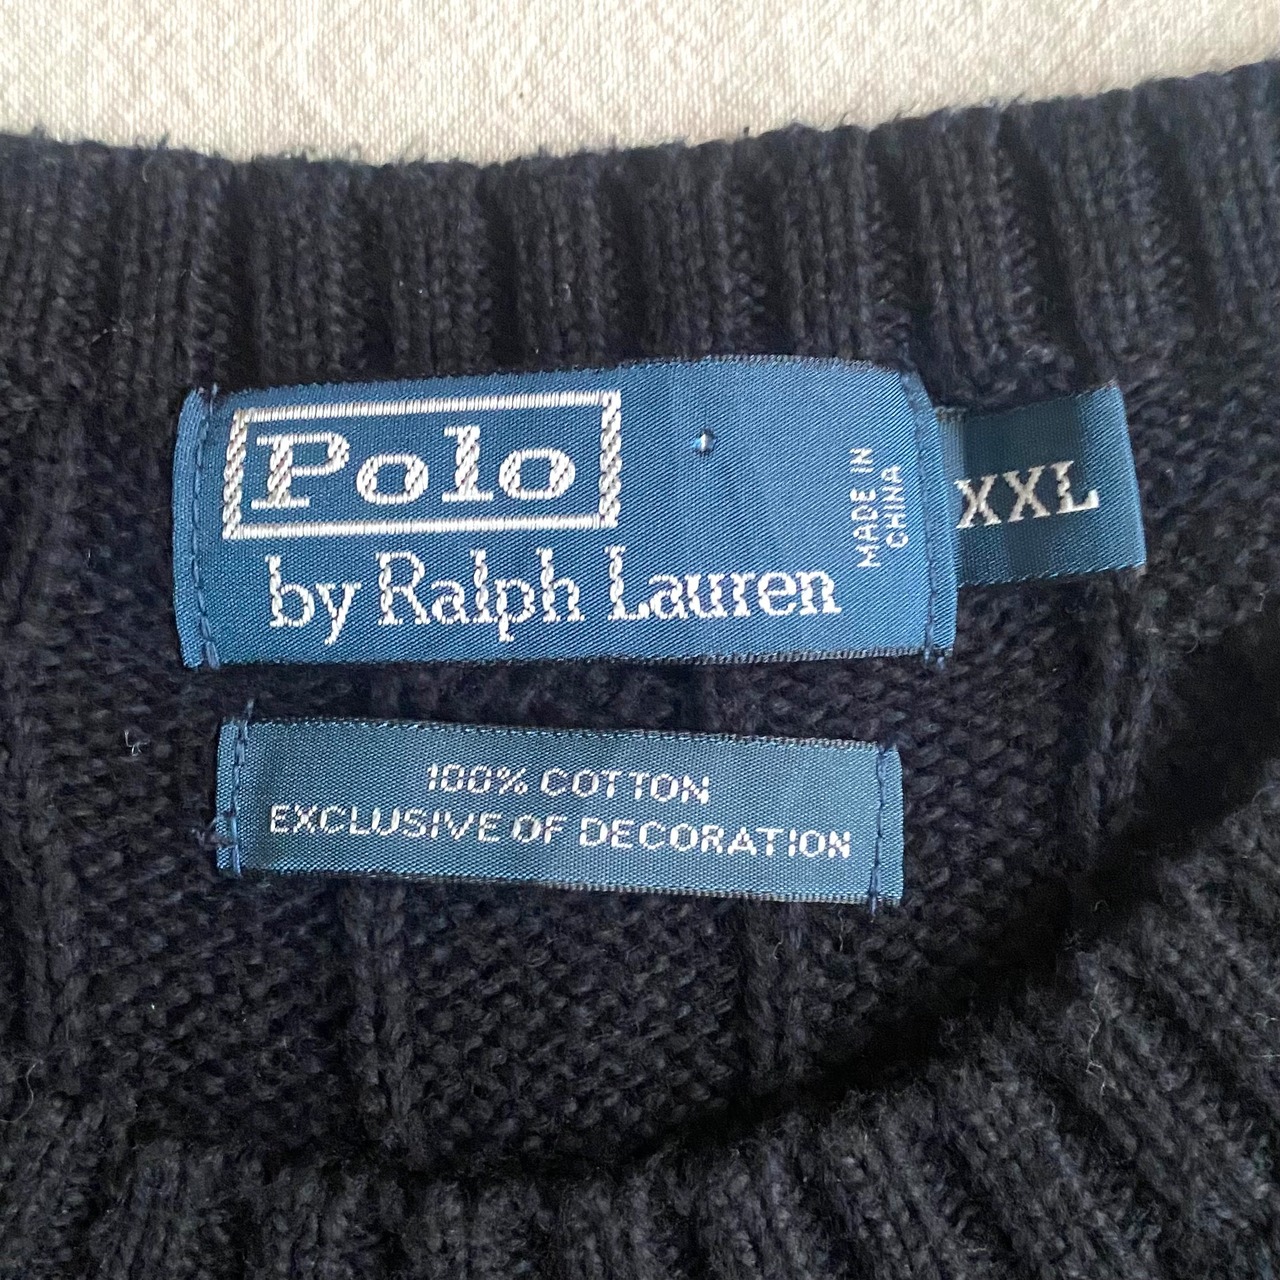 Polo
by Ralph Lauren
MADE IN
CHINA
XXL
100% COTTON
EXCLUSIVE OF DECORATION